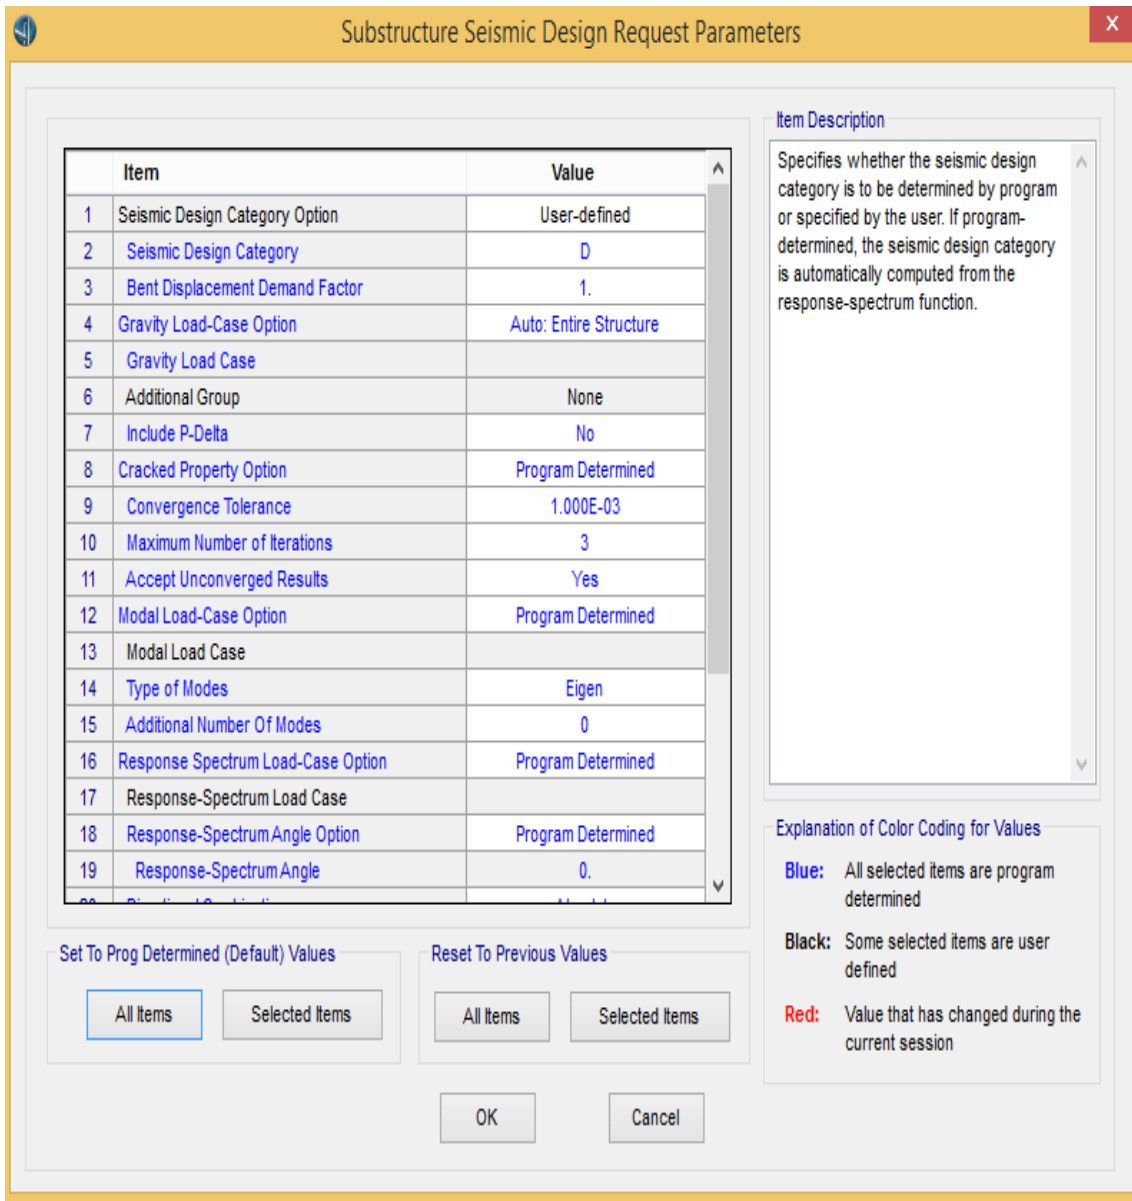 Substructure Seismic Design Request Parameters
X
Item Value
1 Seismic Design Category Option User-defined
2 Seismic Design Category D
3 Bent Displacement Demand Factor 1.
4 Gravity Load-Case Option Auto: Entire Structure
5 Gravity Load Case
6 Additional Group None
7 Include P-Delta No
8 Cracked Property Option Program Determined
9 Convergence Tolerance 1.000E-03
10 Maximum Number of Iterations 3
11 Accept Unconverged Results Yes
12 Modal Load-Case Option Program Determined
13 Modal Load Case
14 Type of Modes Eigen
15 Additional Number Of Modes 0
16 Response Spectrum Load-Case Option Program Determined
17 Response-Spectrum Load Case
18 Response-Spectrum Angle Option Program Determined
19 Response-Spectrum Angle 0.
Item Description
Specifies whether the seismic design
category is to be determined by program
or specified by the user. If program-
determined, the seismic design category
is automatically computed from the
response-spectrum function.
Explanation of Color Coding for Values
Blue: All selected items are program
determined
Black: Some selected items are user
defined
Red: Value that has changed during the
current session
Set To Prog Determined (Default) Values
All Items Selected Items
Reset To Previous Values
All Items Selected Items
OK Cancel